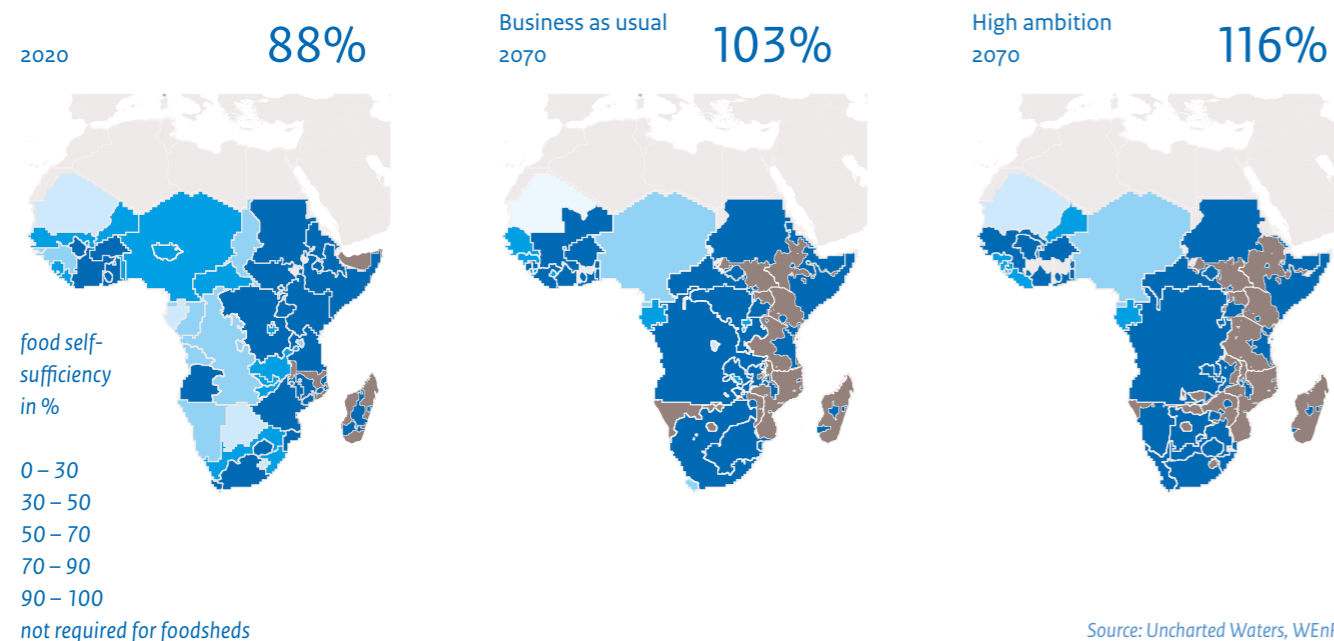 2020
88%
Business as usual
2070
103%
High ambition
2070
116%
food self-
sufficiency
in %
0 – 30
30 – 50
50 – 70
70 – 90
90 – 100
not required for foodsheds
Source: Uncharted Waters,